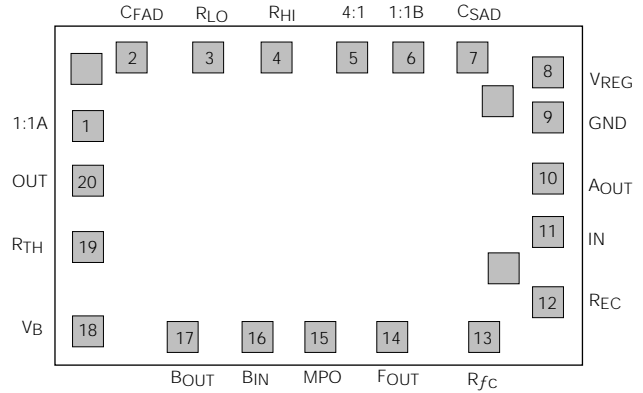 CFAD RLO RHI 4:1 1:1B CSAD
2 3 4 5 6 7
8 VREG
1:1A 1 9 GND
OUT 20 10 AOUT
RTH 19 11 IN
12 REC
VB 18
17 16 15 14 13
BOUT BIN MPO FOUT Rfc